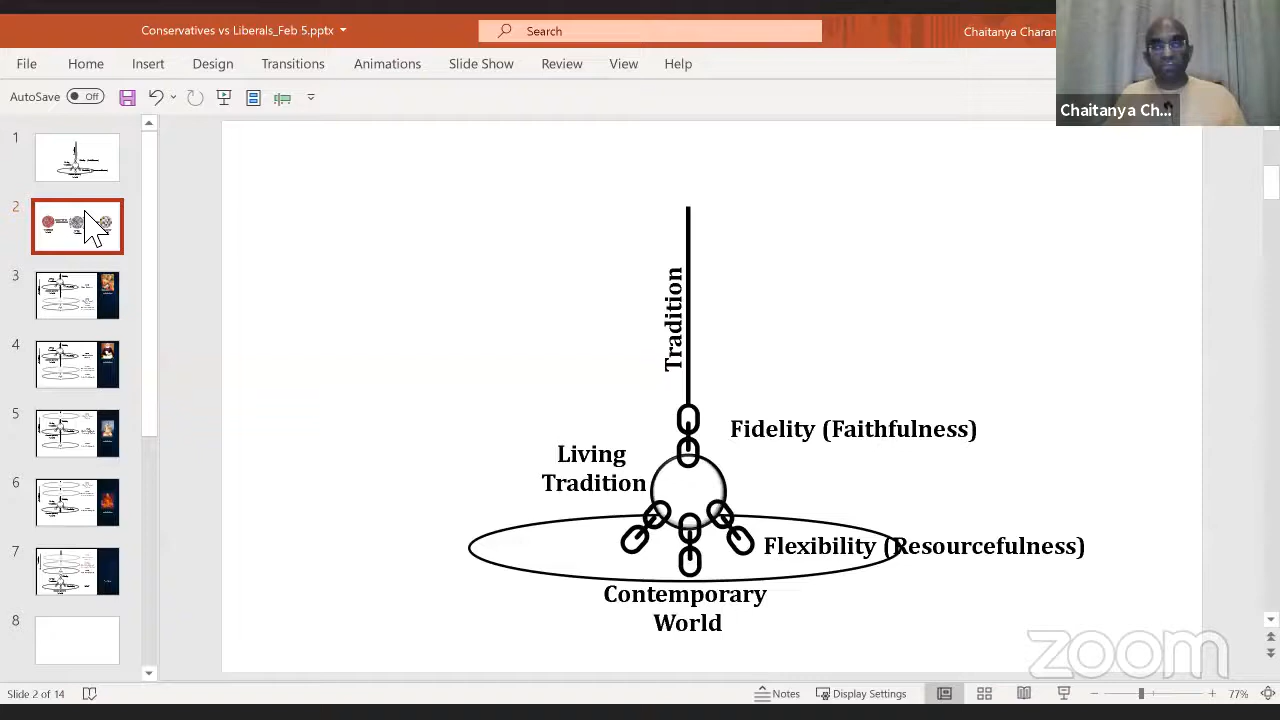 Conservatives vs Liberals_Feb 5.pptx
Search
Chaitanya Charan
File Home Insert Design Transitions Animations Slide Show Review View Help
AutoSave Off
Chaitanya Ch...
1
2
3
4
5
6
7
8
Tradition
Fidelity (Faithfulness)
Living
Tradition
Flexibility (Resourcefulness)
Contemporary
World
zoom
Slide 2 of 14
Notes
Display Settings
77%